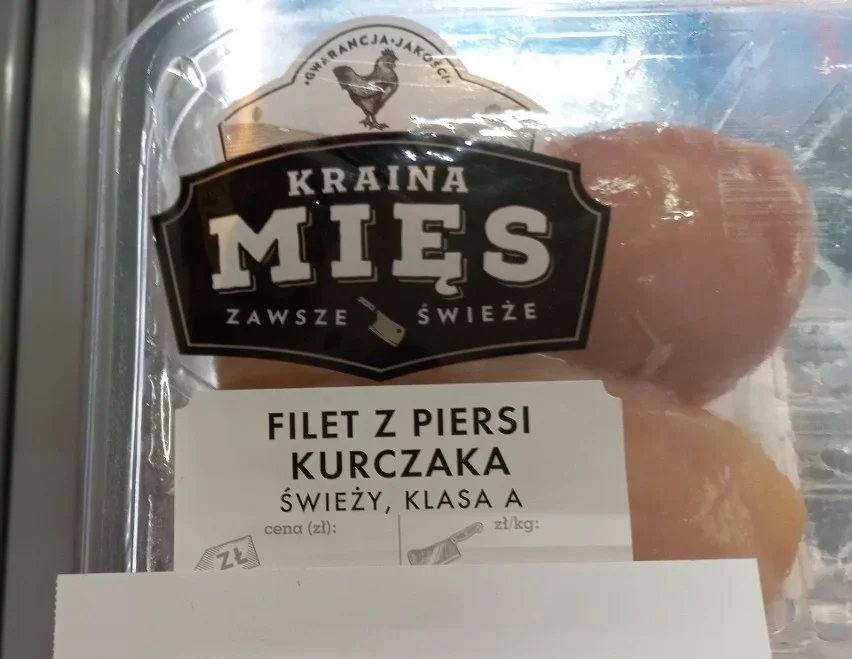 GWARANCJA JAKOŚCI
KRAINA
MIĘS
ZAWSZE ŚWIEŻE
FILET Z PIERSI
KURCZAKA
ŚWIEŻY, KLASA A
cena (zł): zł/kg:
ZŁ